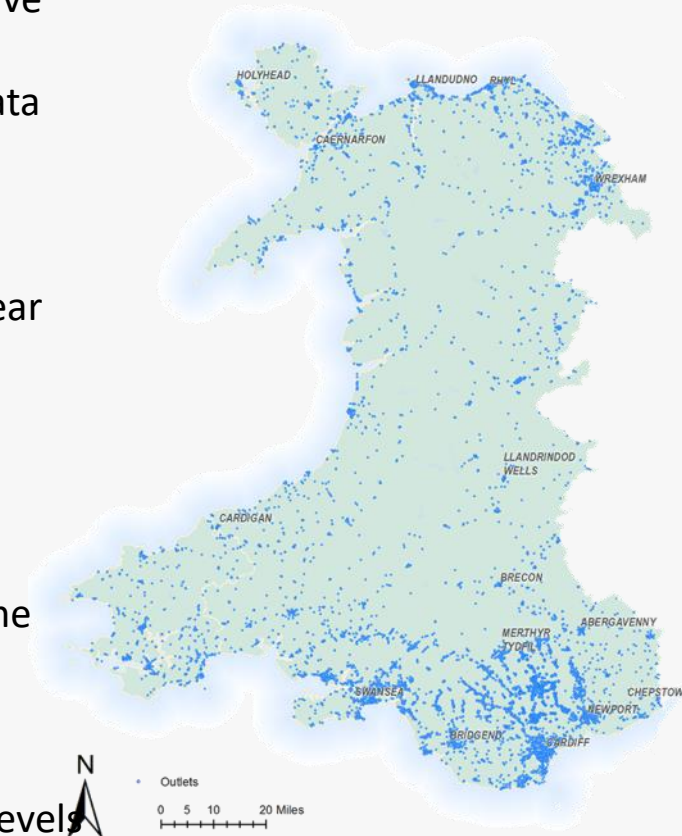 ve
ata
ear
ne
evels
HOLYHEAD
LLANDUDNO
RHYL
CAERNARFON
WREXHAM
LLANDRINDOD
WELLS
CARDIGAN
BRECON
ABERGAVENNY
MERTHYR
TYDFIL
CHEPSTOW
SWANSEA
NEWPORT
BRIDGEND
CARDIFF
N
Outlets
0 5 10 20 Miles